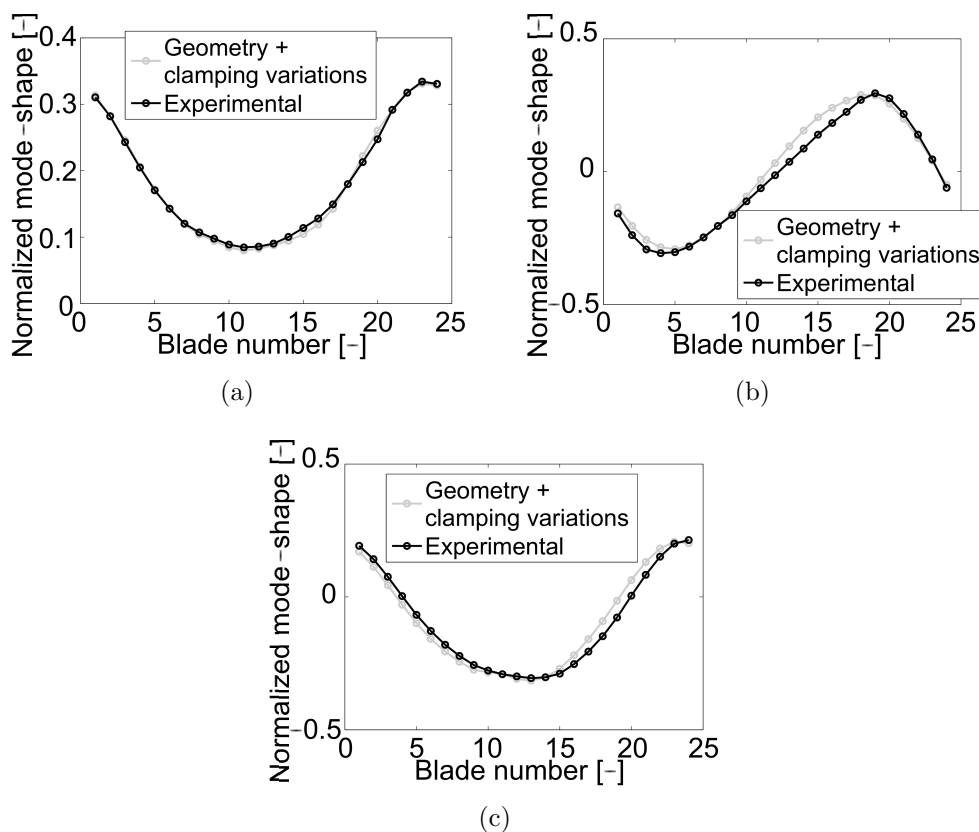 Normalized mode-shape [-]
0.4
0.3
0.2
0.1
0
Geometry +
clamping variations
Experimental
0 5 10 15 20 25
Blade number [-]
(a)
Normalized mode-shape [-]
0.5
0
-0.5
Geometry +
clamping variations
Experimental
0 5 10 15 20 25
Blade number [-]
(b)
Normalized mode-shape [-]
0.5
0
-0.5
Geometry +
clamping variations
Experimental
0 5 10 15 20 25
Blade number [-]
(c)